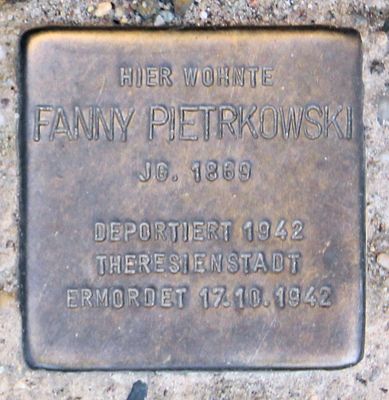 HIER WOHNTE
FANNY PIETRKOWSKI
JG. 1869
DEPORTIERT 1942
THERESIENSTADT
ERMORDET 17.10.1942